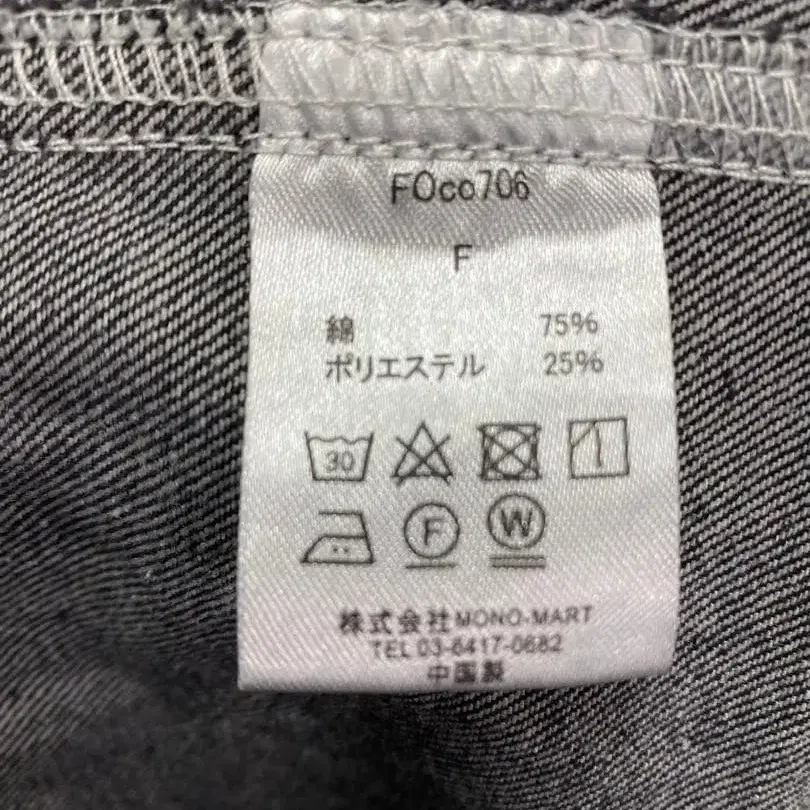 FOco706
F
綿 75%
ポリエステル 25%
30
F W
株式会社MONO-MART
TEL 03-6417-0682
中国製